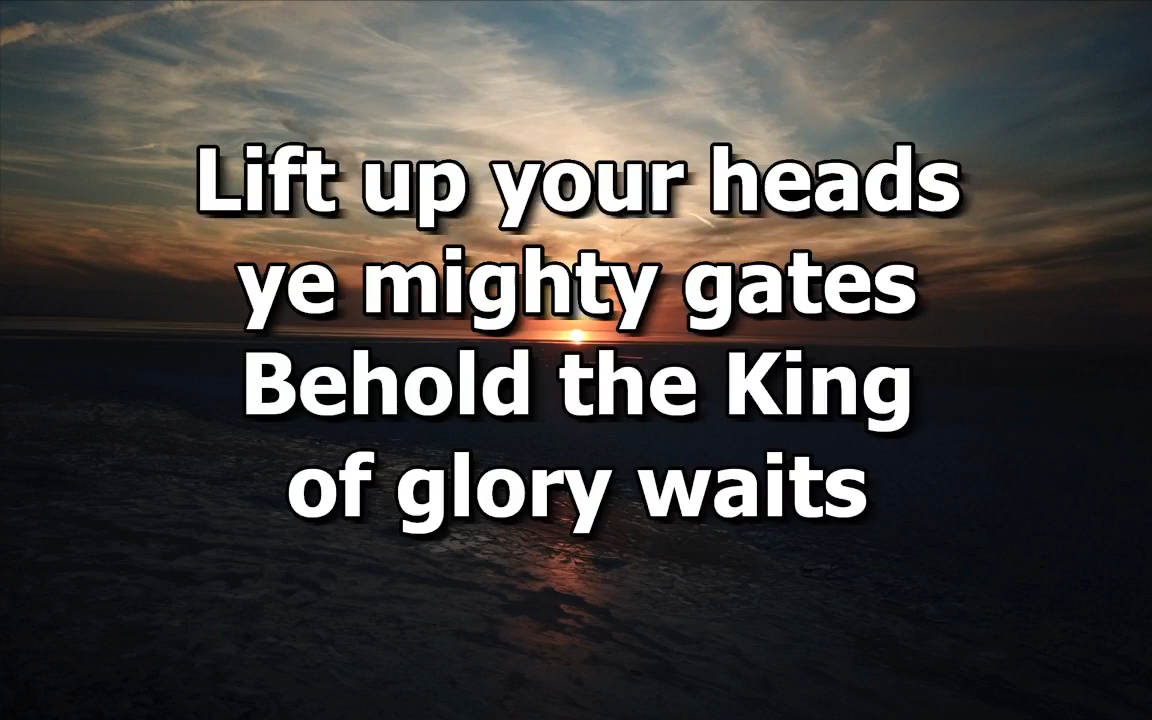 Lift up your heads
ye mighty gates
Behold the King
of glory waits